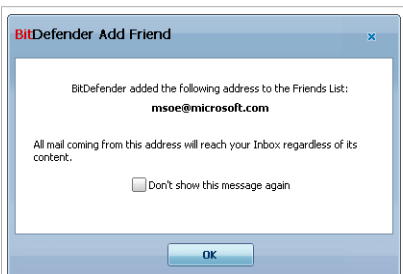 BitDefender Add Friend
BitDefender added the following address to the Friends List:
msoe@microsoft.com
All mail coming from this address will reach your Inbox regardless of its
content.
Don't show this message again
OK